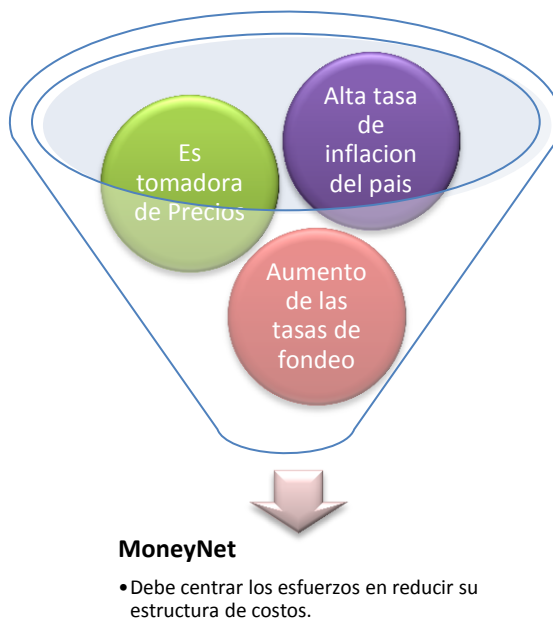 Alta tasa
de
inflacion
del pais
Es
tomadora
de Precios
Aumento
de las
tasas de
fondeo
MoneyNet
•Debe centrar los esfuerzos en reducir su
estructura de costos.